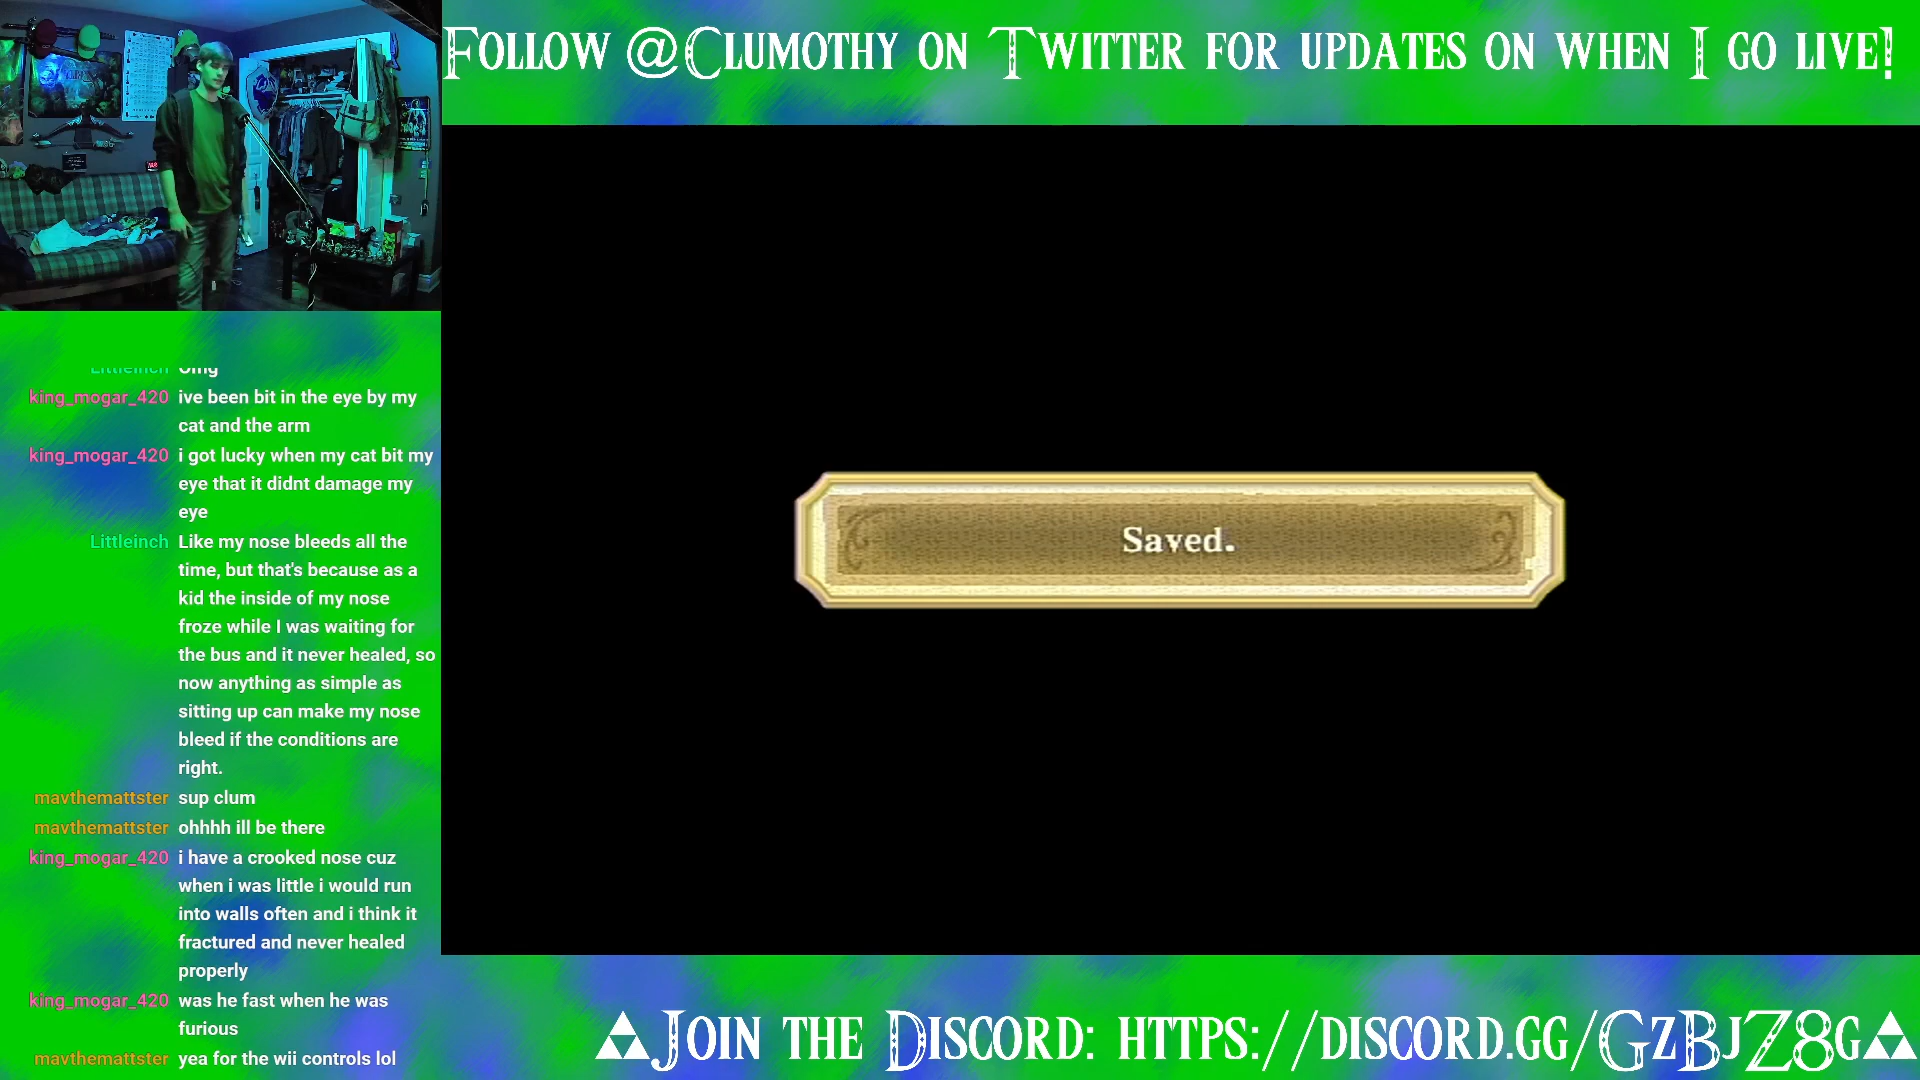 Follow @Clumothy on Twitter for updates on when I go live!
Littleinch Omg
king_mogar_420 ive been bit in the eye by my
cat and the arm
king_mogar_420 i got lucky when my cat bit my
eye that it didnt damage my
eye
Littleinch Like my nose bleeds all the
time, but that's because as a
kid the inside of my nose
froze while I was waiting for
the bus and it never healed, so
now anything as simple as
sitting up can make my nose
bleed if the conditions are
right.
mavthemattster sup clum
mavthemattster ohhhh ill be there
king_mogar_420 i have a crooked nose cuz
when i was little i would run
into walls often and i think it
fractured and never healed
properly
king_mogar_420 was he fast when he was
furious
mavthemattster yea for the wii controls lol
Saved.
Join the Discord: https://discord.gg/GzBjZ8g